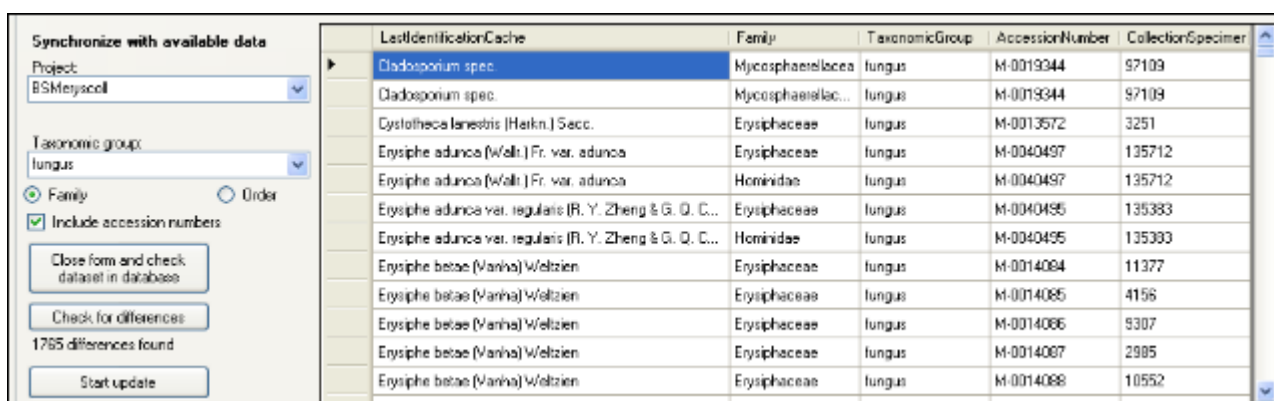 Synchronize with available data
Project:
BSMeryscoll
Taxonomic group:
fungus
Family Order
Include accession numbers
Close form and check
dataset in database
Check for differences
1765 differences found
Start update
LastIdentificationCache Family TaxonomicGroup AccessionNumber CollectionSpecimer
Cladosporium spec. Mycosphaerellacea fungus M-0019344 97109
Cladosporium spec. Mycosphaerellac... fungus M-0019344 97109
Cystotheca lanestris (Harkn.) Sacc. Erysiphaceae fungus M-0013572 3251
Erysiphe adunca (Wallr.) Fr. var. adunca Erysiphaceae fungus M-0040497 135712
Erysiphe adunca (Wallr.) Fr. var. adunca Hominidae fungus M-0040497 135712
Erysiphe adunca var. regularis (R. Y. Zheng & G. Q. C... Erysiphaceae fungus M-0040495 135383
Erysiphe adunca var. regularis (R. Y. Zheng & G. Q. C... Hominidae fungus M-0040495 135383
Erysiphe betae (Vanha) Weltzien Erysiphaceae fungus M-0014084 11377
Erysiphe betae (Vanha) Weltzien Erysiphaceae fungus M-0014085 4156
Erysiphe betae (Vanha) Weltzien Erysiphaceae fungus M-0014086 9307
Erysiphe betae (Vanha) Weltzien Erysiphaceae fungus M-0014087 2985
Erysiphe betae (Vanha) Weltzien Erysiphaceae fungus M-0014088 10552